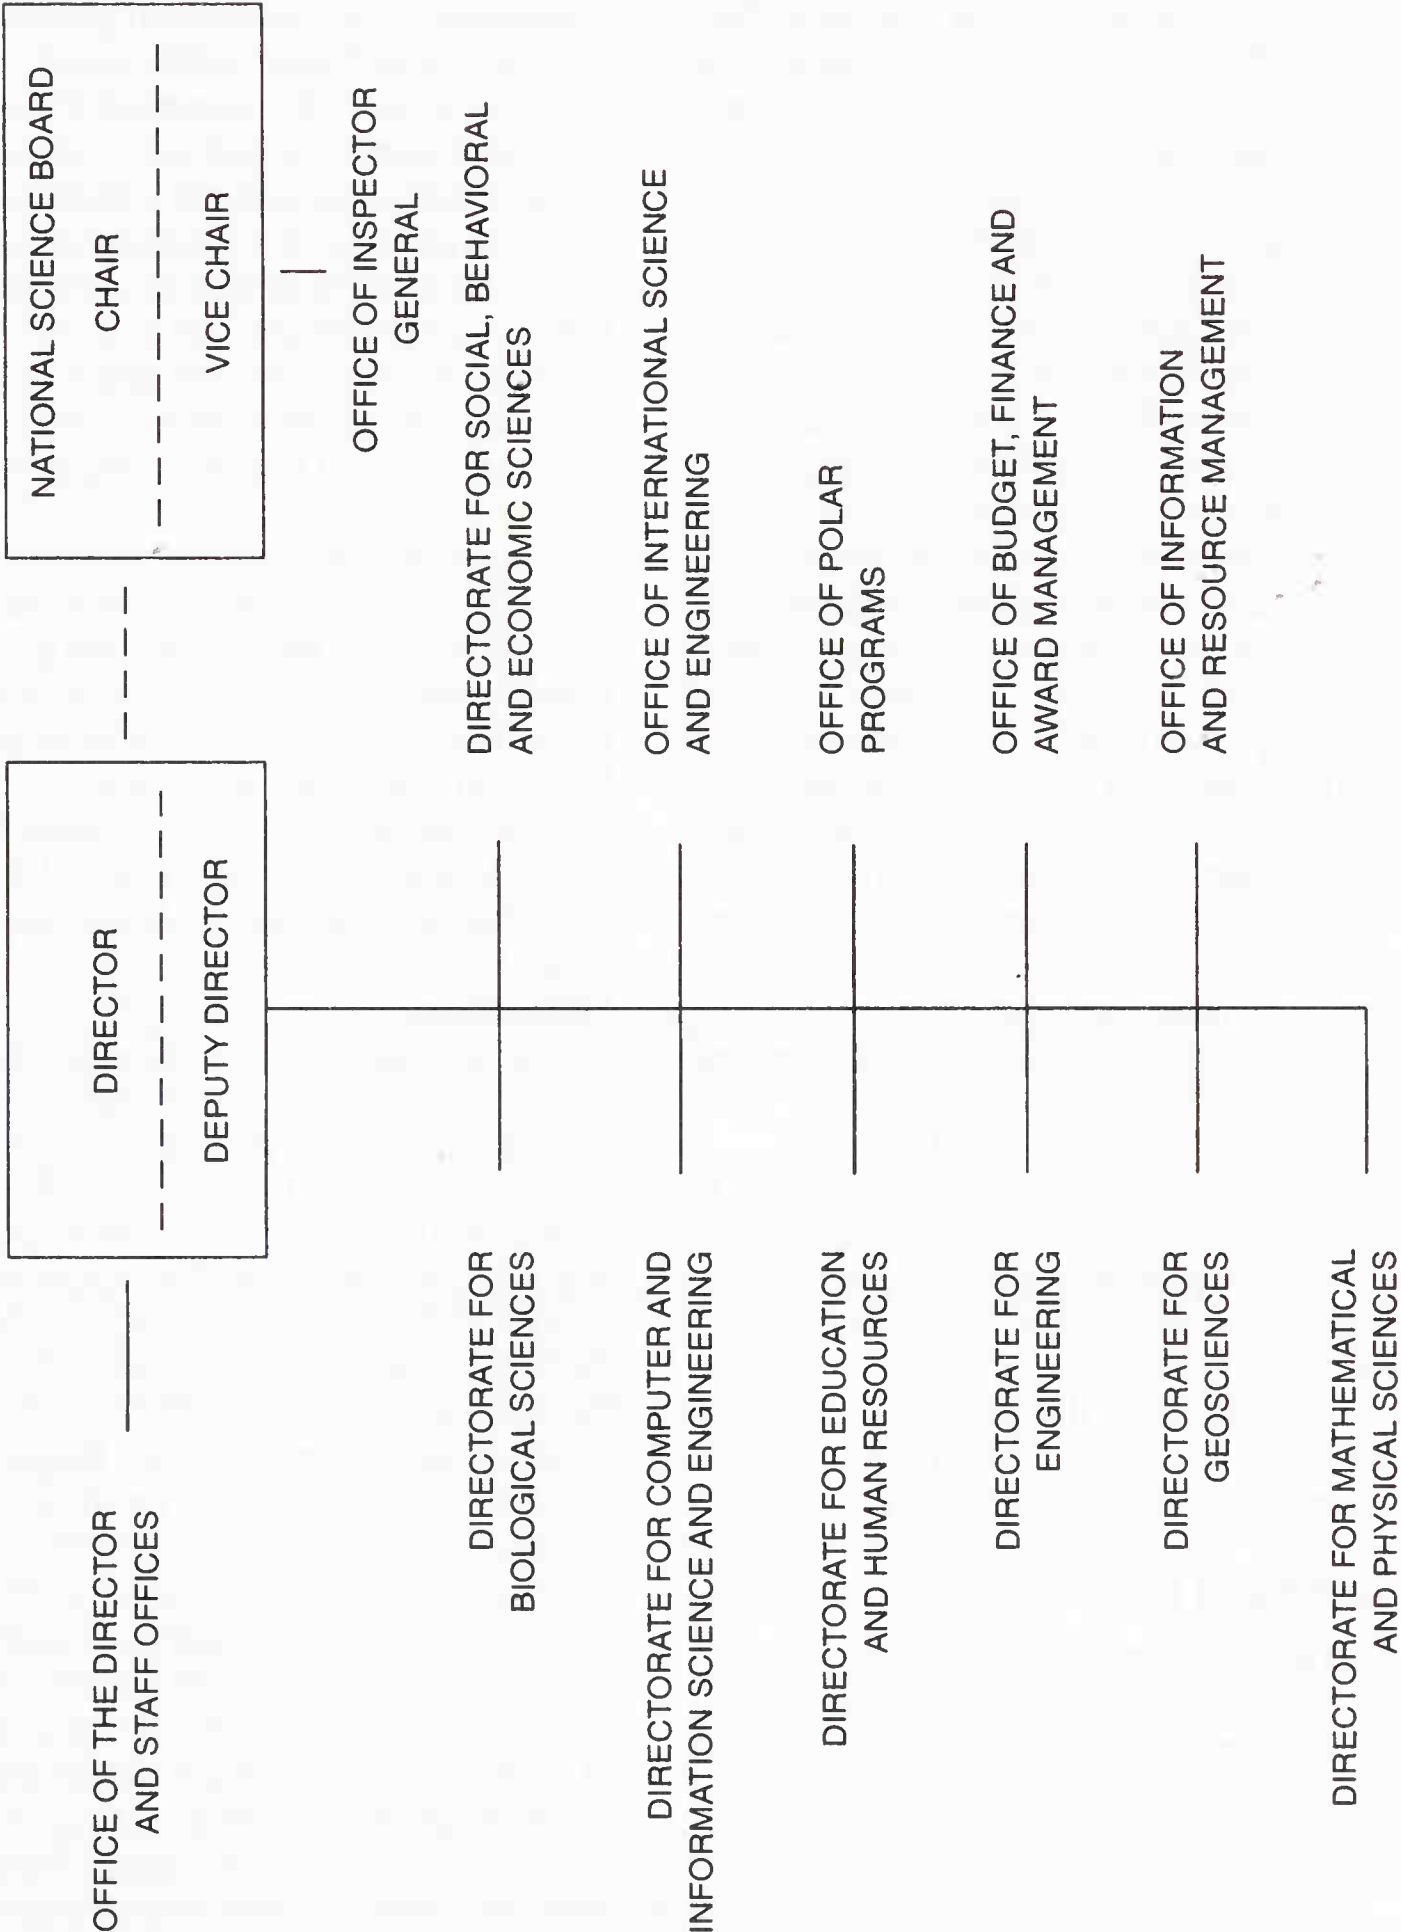 OFFICE OF THE DIRECTOR
AND STAFF OFFICES
DIRECTOR
DEPUTY DIRECTOR
NATIONAL SCIENCE BOARD
CHAIR
VICE CHAIR
OFFICE OF INSPECTOR
GENERAL
DIRECTORATE FOR
BIOLOGICAL SCIENCES
DIRECTORATE FOR SOCIAL, BEHAVIORAL
AND ECONOMIC SCIENCES
DIRECTORATE FOR COMPUTER AND
INFORMATION SCIENCE AND ENGINEERING
OFFICE OF INTERNATIONAL SCIENCE
AND ENGINEERING
DIRECTORATE FOR EDUCATION
AND HUMAN RESOURCES
OFFICE OF POLAR
PROGRAMS
DIRECTORATE FOR
ENGINEERING
OFFICE OF BUDGET, FINANCE AND
AWARD MANAGEMENT
DIRECTORATE FOR
GEOSCIENCES
OFFICE OF INFORMATION
AND RESOURCE MANAGEMENT
DIRECTORATE FOR MATHEMATICAL
AND PHYSICAL SCIENCES